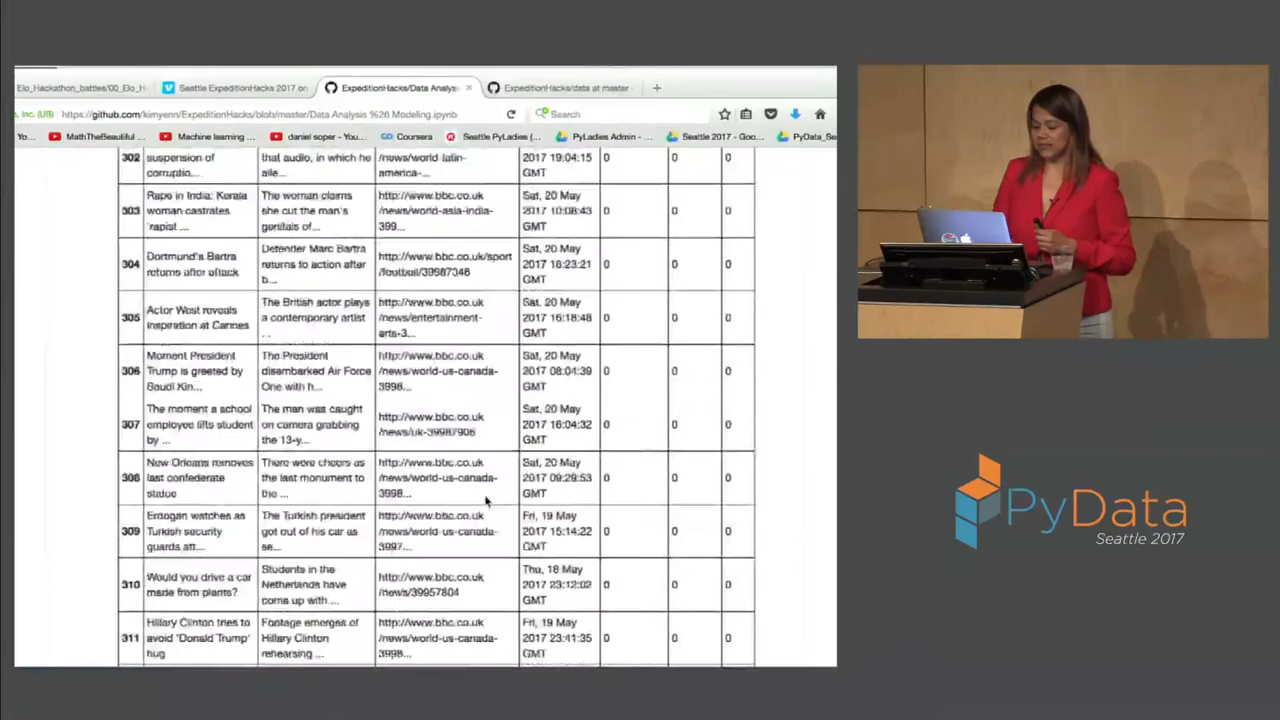 Elo_Hackathon_battles/00_Elo_H
Seattle ExpeditionHacks 2017 on
ExpeditionHacks/Data Analys
ExpeditionHacks/data at master
Inc. (US)
https://github.com/kimyenn/ExpeditionHacks/blob/master/Data Analysis %26 Modeling.ipynb
Search
Yo...
MathTheBeautiful ...
Machine learning ...
daniel soper - You...
Coursera
Seattle PyLadies (...
PyLadies Admin - ...
Seattle 2017 - Goo...
PyData_Se
302 suspension of corruptio... that audio, in which he alle... /news/world-latin-america-... 2017 19:04:15 GMT 0 0 0
303 Rape in India: Kerala woman castrates 'rapist ... The woman claims she cut the man's genitals of... http://www.bbc.co.uk/news/world-asia-india-399... Sat, 20 May 2017 10:08:43 GMT 0 0 0
304 Dortmund's Bartra returns after attack Defender Marc Bartra returns to action after b... http://www.bbc.co.uk/sport/football/39987346 Sat, 20 May 2017 18:23:21 GMT 0 0 0
305 Actor West reveals inspiration at Cannes The British actor plays a contemporary artist ... http://www.bbc.co.uk/news/entertainment-arts-3... Sat, 20 May 2017 16:18:48 GMT 0 0 0
306 Moment President Trump is greeted by Saudi Kin... The President disembarked Air Force One with h... http://www.bbc.co.uk/news/world-us-canada-3998... Sat, 20 May 2017 08:04:39 GMT 0 0 0
307 The moment a school employee lifts student by ... The man was caught on camera grabbing the 13-y... http://www.bbc.co.uk/news/uk-39987906 Sat, 20 May 2017 16:04:32 GMT 0 0 0
308 New Orleans removes last confederate statue There were cheers as the last monument to the ... http://www.bbc.co.uk/news/world-us-canada-3998... Sat, 20 May 2017 09:29:53 GMT 0 0 0
309 Erdogan watches as Turkish security guards att... The Turkish president got out of his car as se... http://www.bbc.co.uk/news/world-us-canada-3997... Fri, 19 May 2017 15:14:22 GMT 0 0 0
310 Would you drive a car made from plants? Students in the Netherlands have come up with .... http://www.bbc.co.uk/news/39957804 Thu, 18 May 2017 23:12:02 GMT 0 0 0
311 Hillary Clinton tries to avoid 'Donald Trump' hug Footage emerges of Hillary Clinton rehearsing ... http://www.bbc.co.uk/news/world-us-canada-3998... Fri, 19 May 2017 23:41:35 GMT 0 0 0
PyData
Seattle 2017